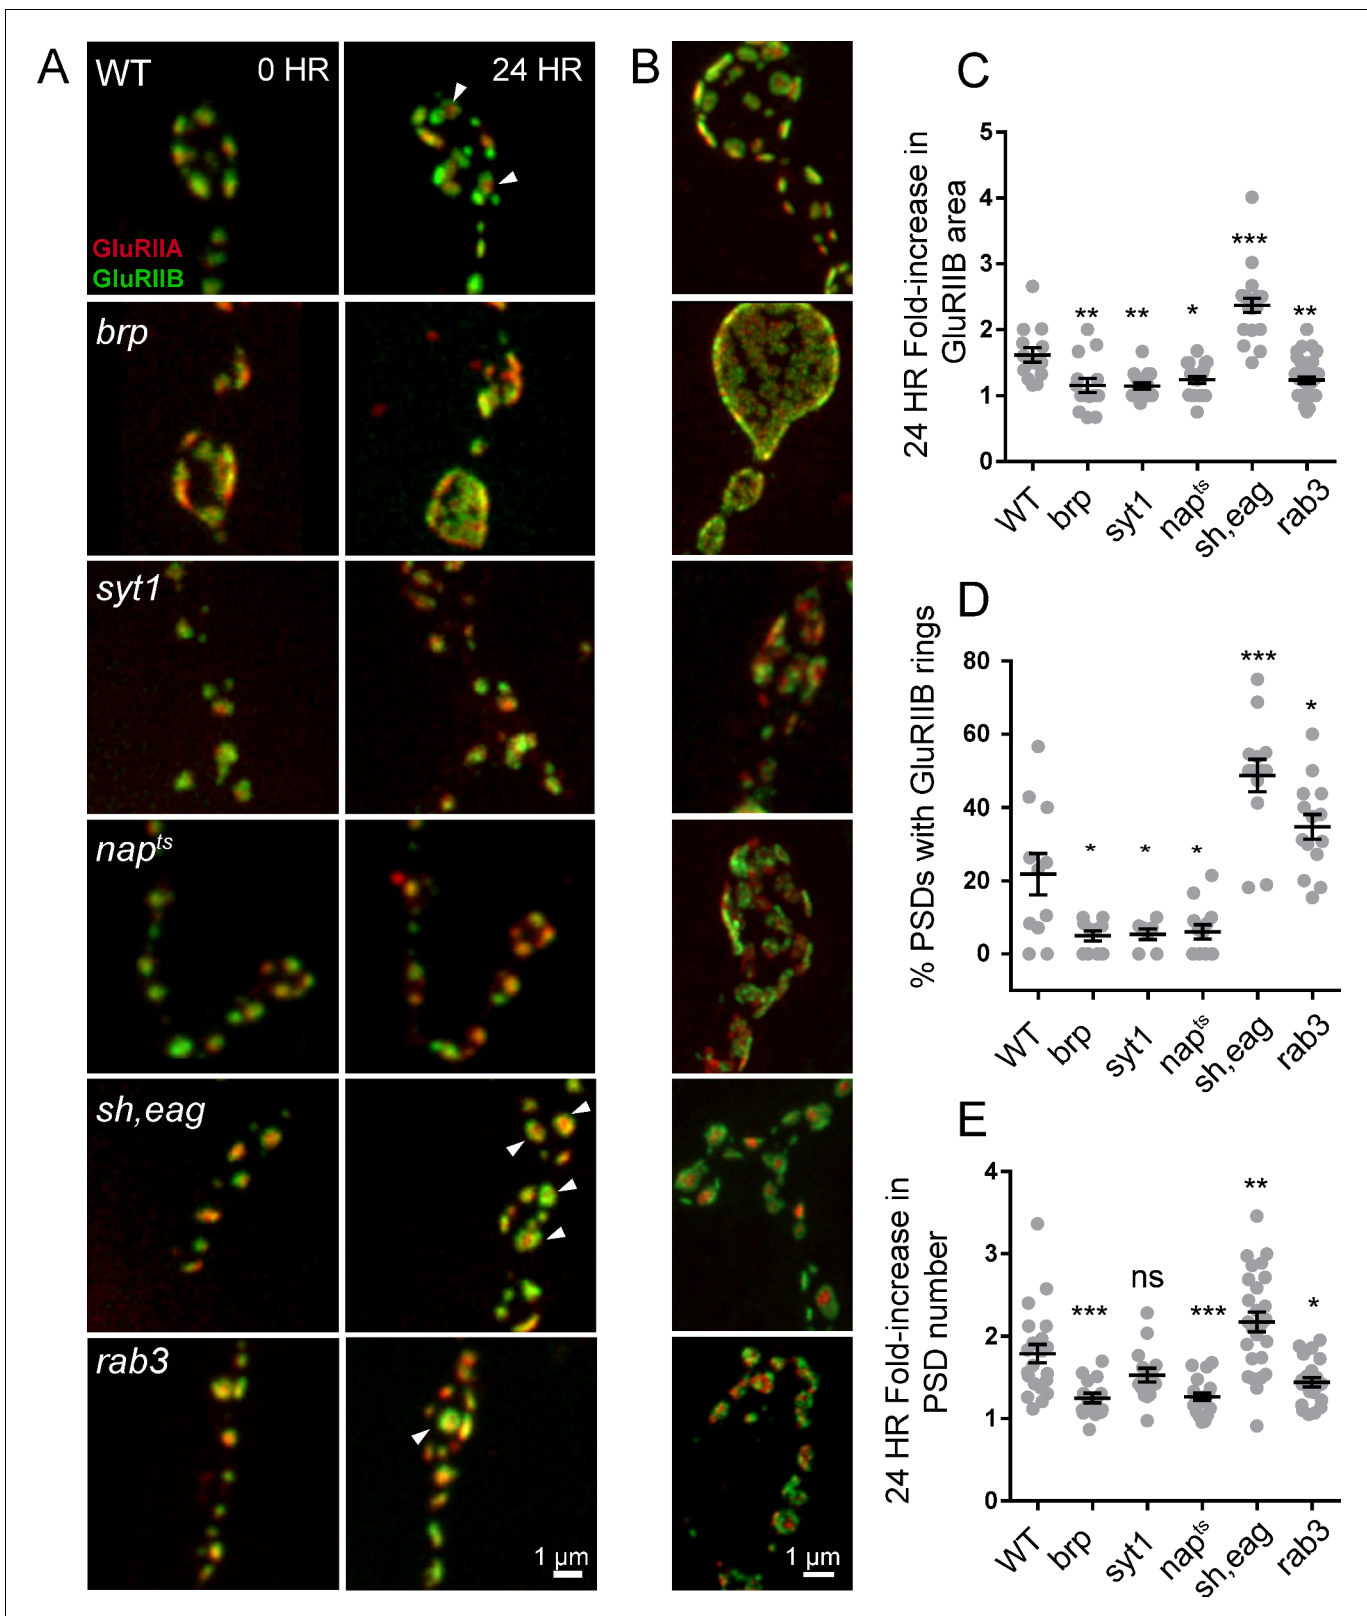 A
WT
0 HR
24 HR
GluRIIA
GluRIIB
brp
syt1
nap^ts
sh,eag
rab3
1 µm
B
1 µm
C
24 HR Fold-increase in
GluRIIB area
5
4
3
2
1
0
**
**
*
***
**
WT
brp
syt1
nap^ts
sh,eag
rab3
D
% PSDs with GluRIIB rings
80
60
40
20
0
*
*
*
***
*
WT
brp
syt1
nap^ts
sh,eag
rab3
E
24 HR Fold-increase in
PSD number
4
3
2
1
0
***
ns
***
**
*
WT
brp
syt1
nap^ts
sh,eag
rab3